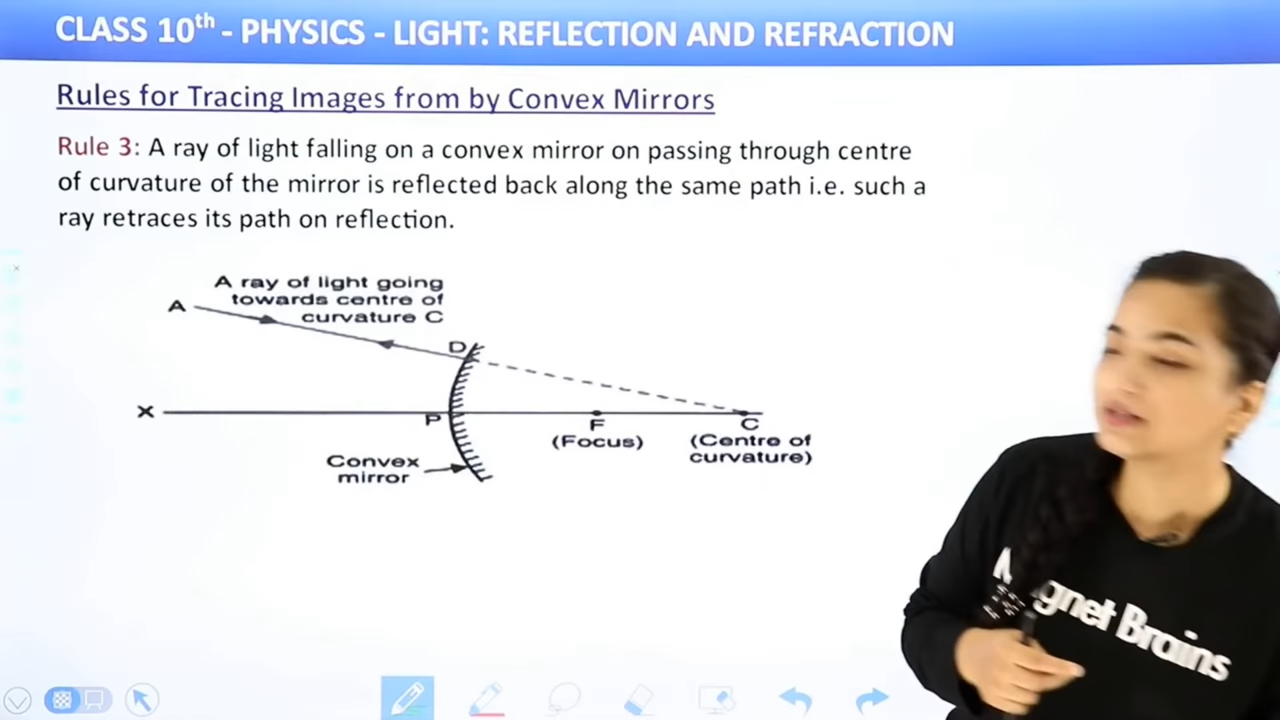 CLASS 10th - PHYSICS - LIGHT: REFLECTION AND REFRACTION
Rules for Tracing Images from by Convex Mirrors
Rule 3: A ray of light falling on a convex mirror on passing through centre
of curvature of the mirror is reflected back along the same path i.e. such a
ray retraces its path on reflection.
A ray of light going
towards centre of
curvature C
A
D
X
P
F
(Focus)
C
(Centre of
curvature)
Convex
mirror
Magnet Brains